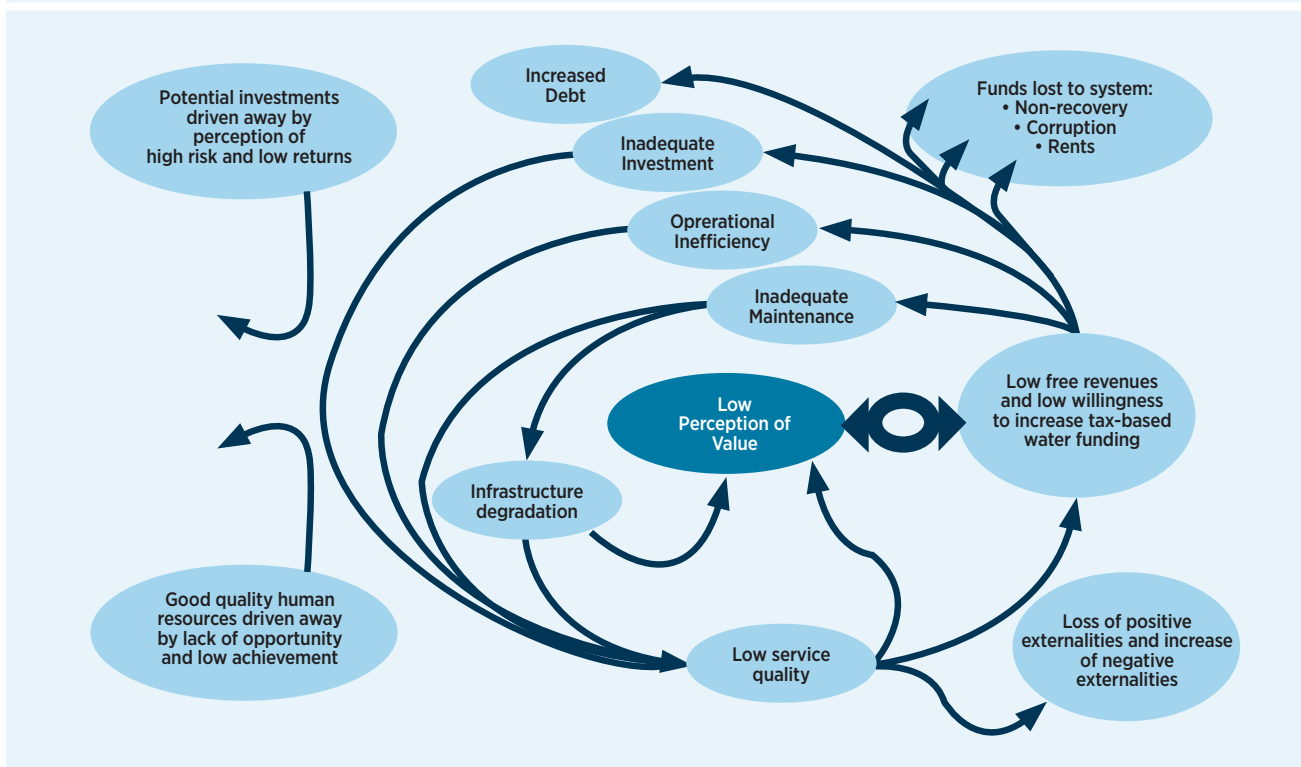 Potential investments
driven away by
perception of
high risk and low returns
Increased
Debt
Funds lost to system:
• Non-recovery
• Corruption
• Rents
Inadequate
Investment
Oprerational
Inefficiency
Inadequate
Maintenance
Low
Perception of
Value
Low free revenues
and low willingness
to increase tax-based
water funding
Infrastructure
degradation
Good quality human
resources driven away
by lack of opportunity
and low achievement
Low service
quality
Loss of positive
externalities and increase
of negative
externalities